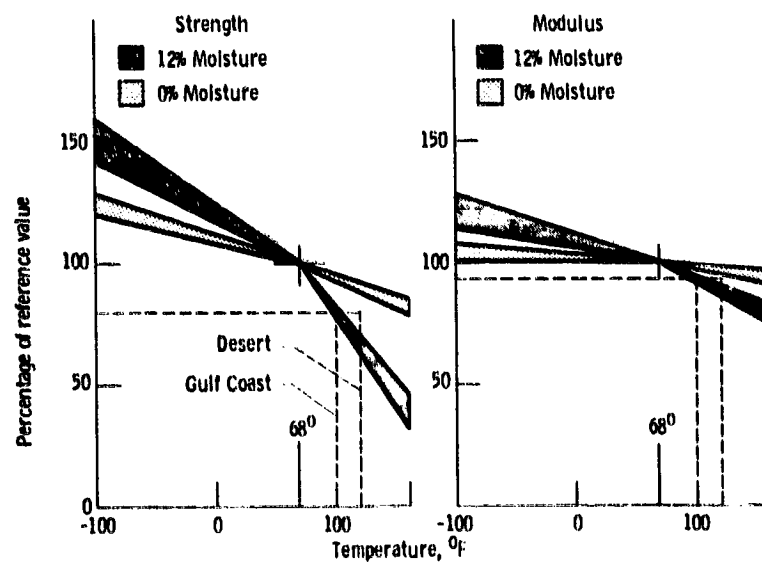 Strength
12% Moisture
0% Moisture
150
100
50
0
-100
0
100
Desert
Gulf Coast
68⁰
Percentage of reference value
Modulus
12% Moisture
0% Moisture
150
100
50
-100
0
100
68⁰
Temperature, ⁰F